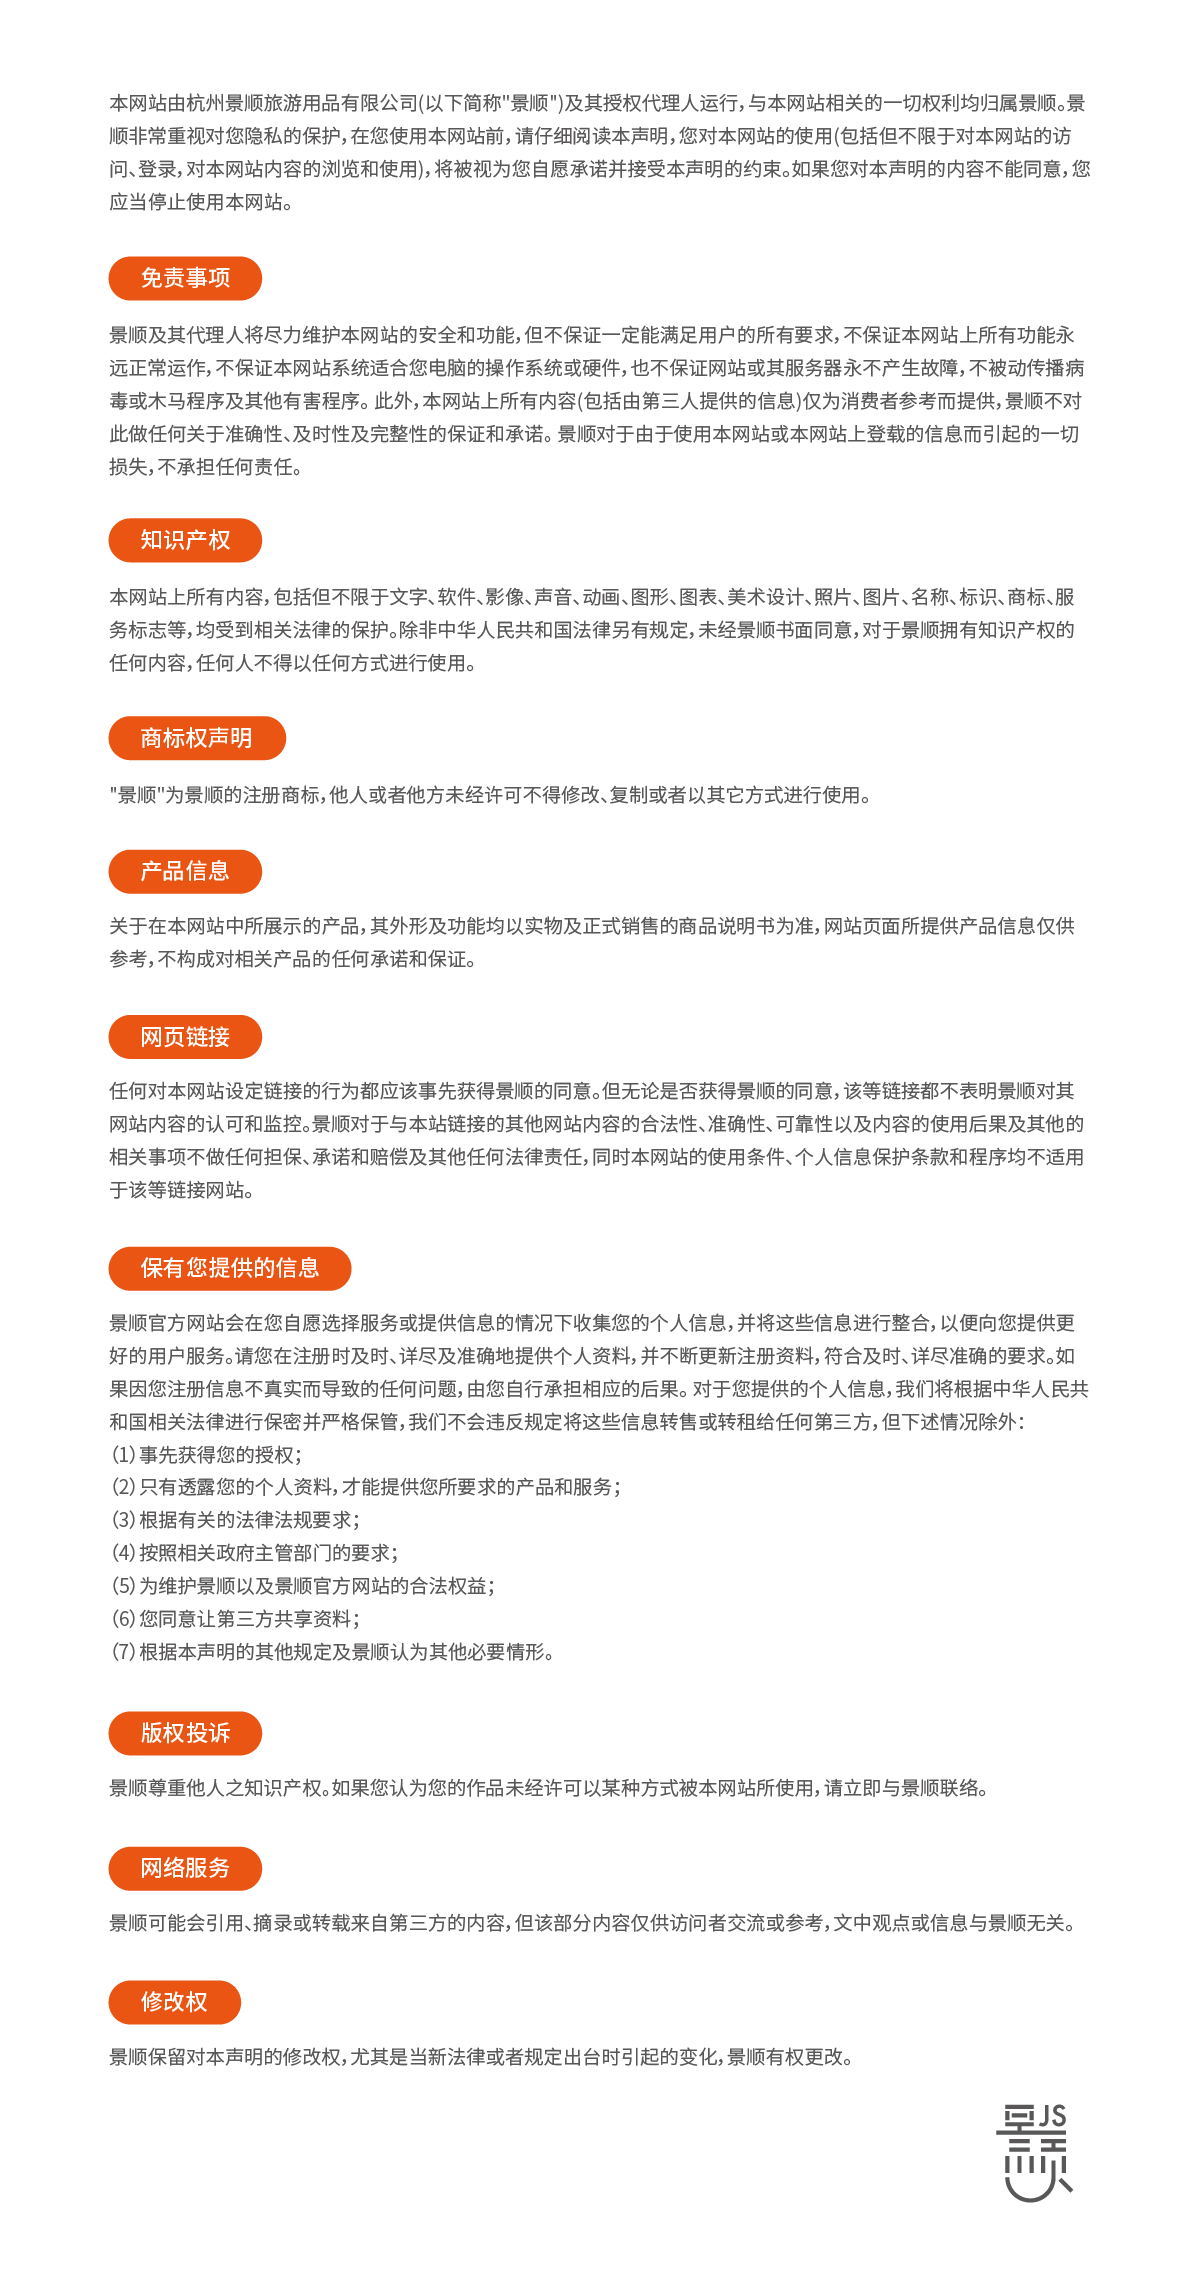 本网站由杭州景顺旅游用品有限公司(以下简称"景顺")及其授权代理人运行，与本网站相关的一切权利均归属景顺。景
顺非常重视对您隐私的保护，在您使用本网站前，请仔细阅读本声明，您对本网站的使用(包括但不限于对本网站的访
问、登录，对本网站内容的浏览和使用)，将被视为您自愿承诺并接受本声明的约束。如果您对本声明的内容不能同意，您
应当停止使用本网站。
免责事项
景顺及其代理人将尽力维护本网站的安全和功能，但不保证一定能满足用户的所有要求，不保证本网站上所有功能永
远正常运作，不保证本网站系统适合您电脑的操作系统或硬件，也不保证网站或其服务器永不产生故障，不被动传播病
毒或木马程序及其他有害程序。此外，本网站上所有内容(包括由第三人提供的信息)仅为消费者参考而提供，景顺不对
此做任何关于准确性、及时性及完整性的保证和承诺。景顺对于由于使用本网站或本网站上登载的信息而引起的一切
损失，不承担任何责任。
知识产权
本网站上所有内容，包括但不限于文字、软件、影像、声音、动画、图形、图表、美术设计、照片、图片、名称、标识、商标、服
务标志等，均受到相关法律的保护。除非中华人民共和国法律另有规定，未经景顺书面同意，对于景顺拥有知识产权的
任何内容，任何人不得以任何方式进行使用。
商标权声明
"景顺"为景顺的注册商标，他人或者他方未经许可不得修改、复制或者以其它方式进行使用。
产品信息
关于在本网站中所展示的产品，其外形及功能均以实物及正式销售的商品说明书为准，网站页面所提供产品信息仅供
参考，不构成对相关产品的任何承诺和保证。
网页链接
任何对本网站设定链接的行为都应该事先获得景顺的同意。但无论是否获得景顺的同意，该等链接都不表明景顺对其
网站内容的认可和监控。景顺对于与本站链接的其他网站内容的合法性、准确性、可靠性以及内容的使用后果及其他的
相关事项不做任何担保、承诺和赔偿及其他任何法律责任，同时本网站的使用条件、个人信息保护条款和程序均不适用
于该等链接网站。
保有您提供的信息
景顺官方网站会在您自愿选择服务或提供信息的情况下收集您的个人信息，并将这些信息进行整合，以便向您提供更
好的用户服务。请您在注册时及时、详尽及准确地提供个人资料，并不断更新注册资料，符合及时、详尽准确的要求。如
果因您注册信息不真实而导致的任何问题，由您自行承担相应的后果。对于您提供的个人信息，我们将根据中华人民共
和国相关法律进行保密并严格保管，我们不会违反规定将这些信息转售或转租给任何第三方，但下述情况除外：
（1）事先获得您的授权；
（2）只有透露您的个人资料，才能提供您所要求的产品和服务；
（3）根据有关的法律法规要求；
（4）按照相关政府主管部门的要求；
（5）为维护景顺以及景顺官方网站的合法权益；
（6）您同意让第三方共享资料；
（7）根据本声明的其他规定及景顺认为其他必要情形。
版权投诉
景顺尊重他人之知识产权。如果您认为您的作品未经许可以某种方式被本网站所使用，请立即与景顺联络。
网络服务
景顺可能会引用、摘录或转载来自第三方的内容，但该部分内容仅供访问者交流或参考，文中观点或信息与景顺无关。
修改权
景顺保留对本声明的修改权，尤其是当新法律或者规定出台时引起的变化，景顺有权更改。
景JS
顺